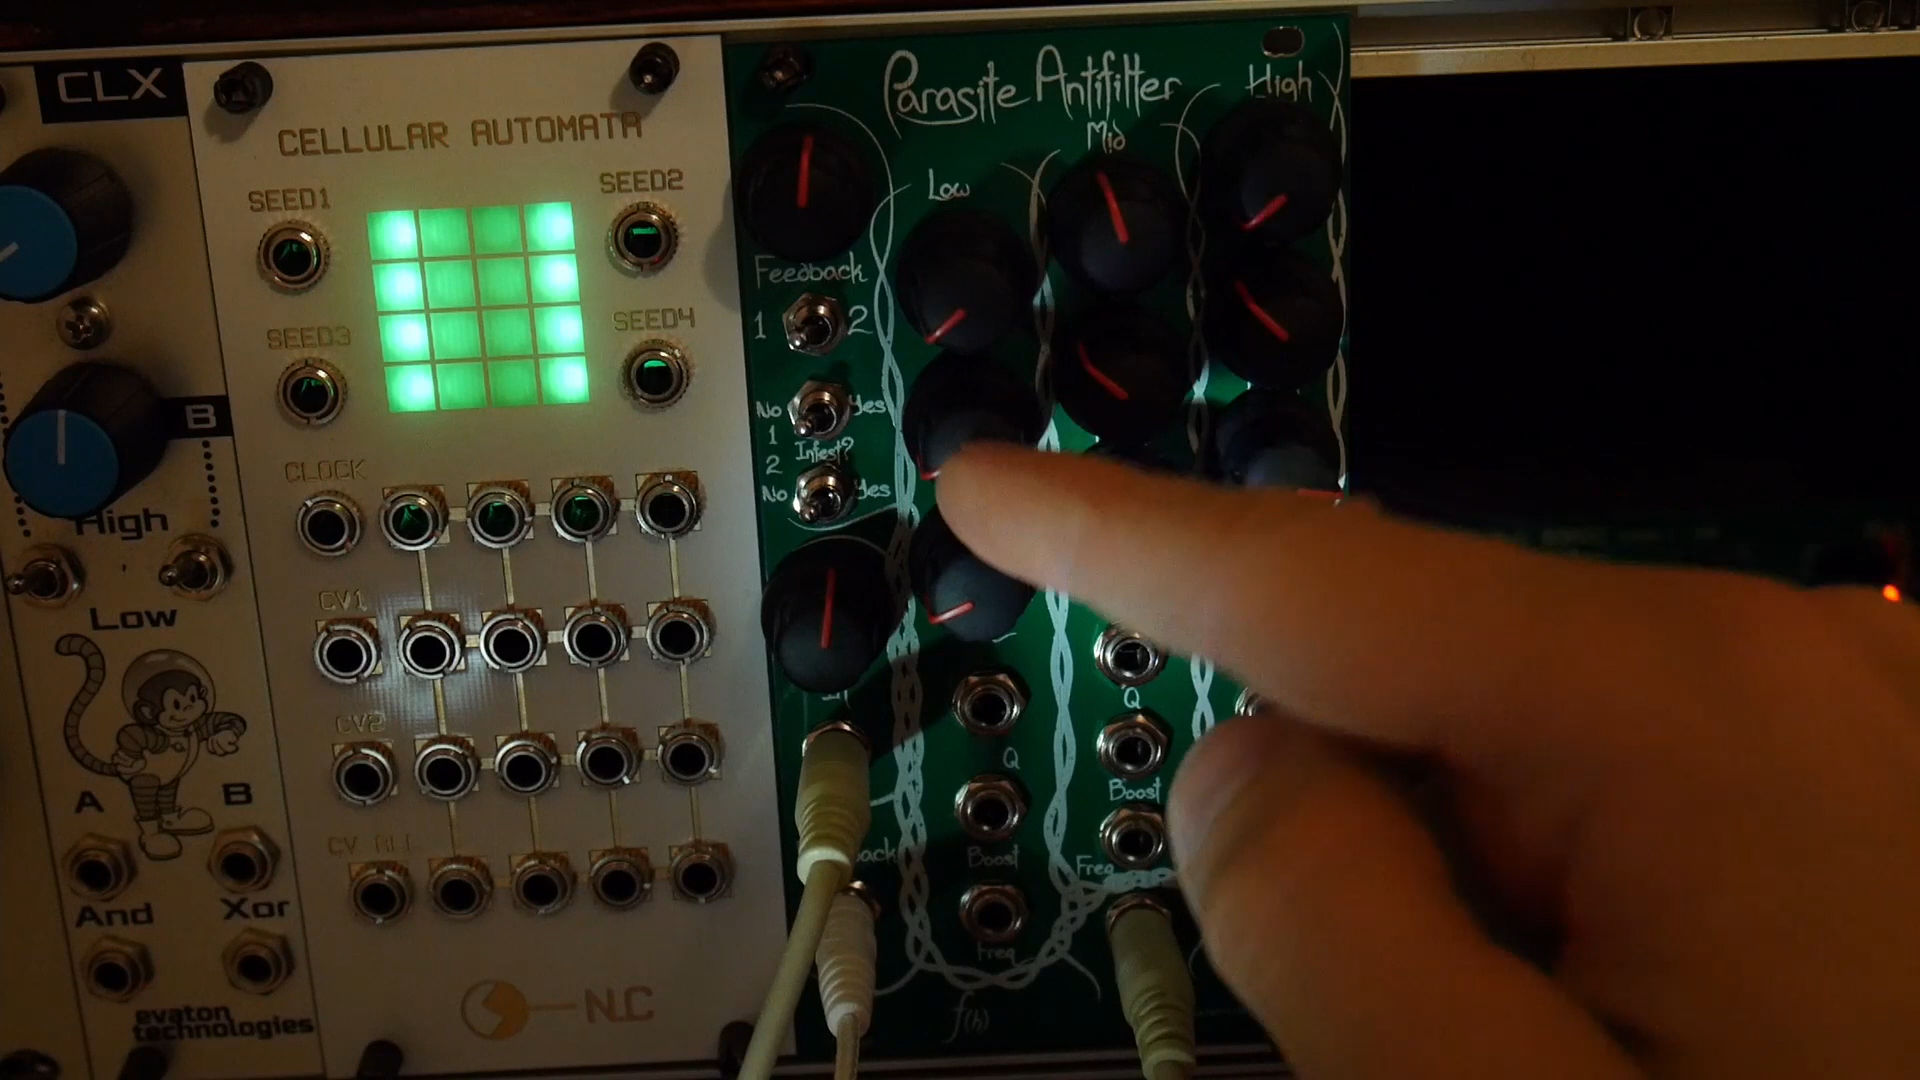 CLX
B
High
Low
A
B
And
Xor
evaton
technologies
CELLULAR AUTOMATA
SEED1
SEED2
SEED3
SEED4
CLOCK
CV1
CV2
CV ALL
N.C
Parasite Antifilter
High
Mid
Low
Feedback
1 2
No Yes
1
Infest?
2
No Yes
In
Q
Q
Boost
Boost
Freq
Freq
f(h)